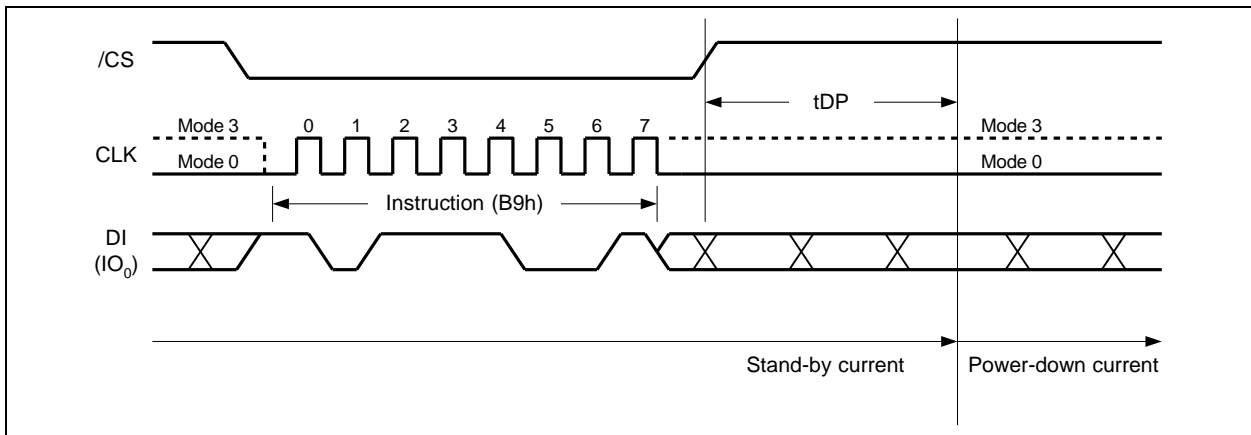 /CS
tDP
Mode 3
0 1 2 3 4 5 6 7
Mode 3
CLK
Mode 0
Mode 0
Instruction (B9h)
DI
(IO0)
Stand-by current
Power-down current